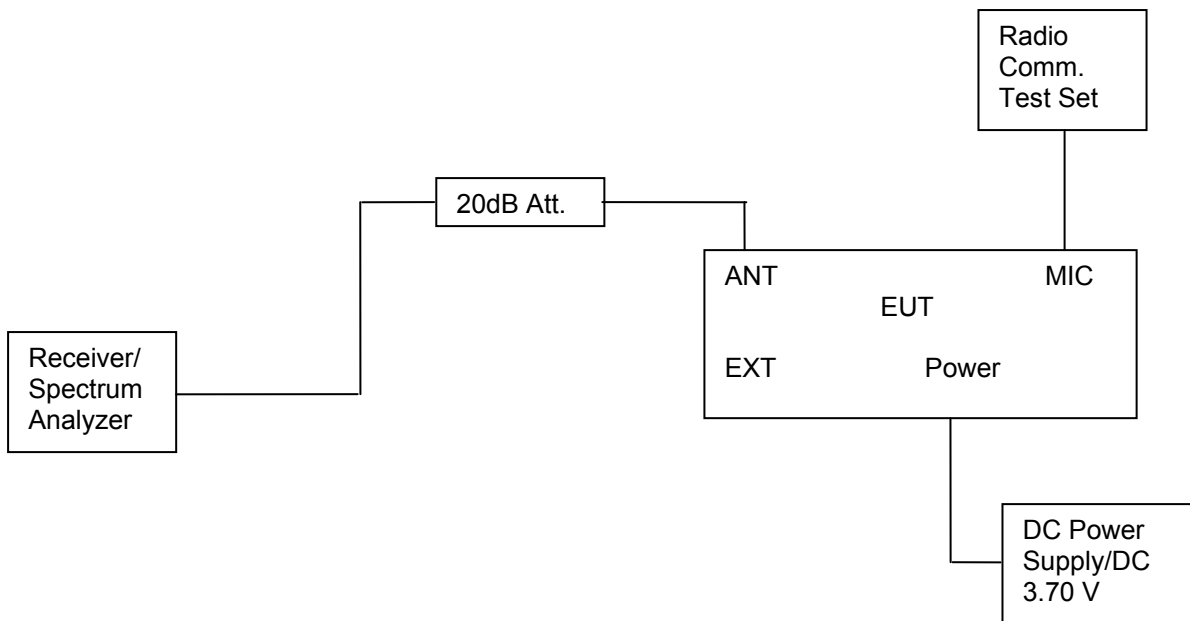 Radio
Comm.
Test Set
20dB Att.
ANT
MIC
EUT
EXT
Power
Receiver/
Spectrum
Analyzer
DC Power
Supply/DC
3.70 V